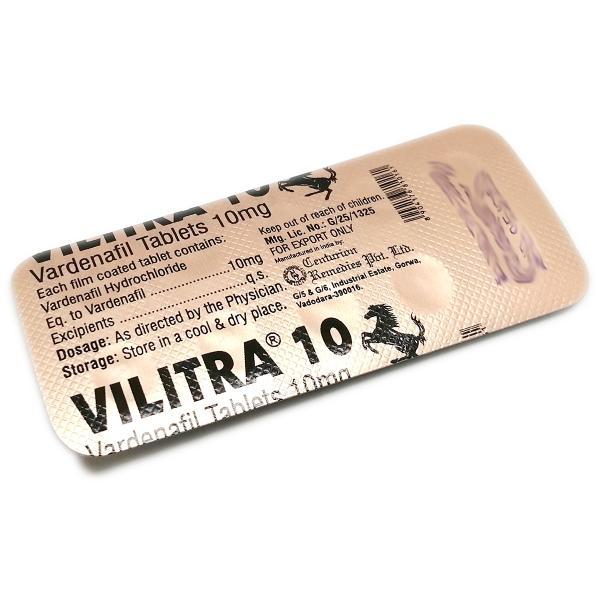 VILITRA 10
Vardenafil Tablets 10mg
Each film coated tablet contains:
Vardenafil Hydrochloride
Eq. to Vardenafil ........................10mg
Excipients ..............................q.s.
Dosage: As directed by the Physician.
Storage: Store in a cool & dry place.
Keep out of reach of children.
Mfg. Lic. No.: G/25/1325
FOR EXPORT ONLY
Manufactured in India by:
Centurion
Remedies Pvt. Ltd.
G/5 & G/6, Industrial Estate, Gorwa,
Vadodara-390016.
VILITRA® 10
Vardenafil Tablets 10mg